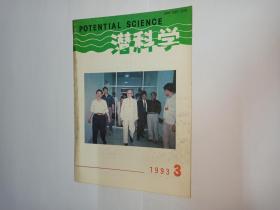 POTENTIAL SCIENCE
潜科学
1993 3